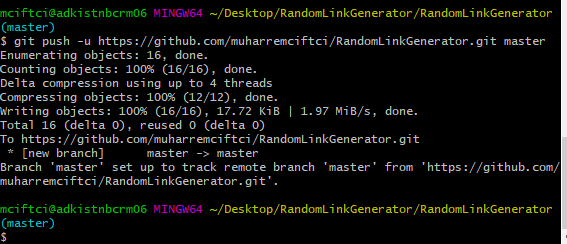 mciftci@adkistnbcrm06 MINGW64 ~/Desktop/RandomLinkGenerator/RandomLinkGenerator
(master)
$ git push -u https://github.com/muharremciftci/RandomLinkGenerator.git master
Enumerating objects: 16, done.
Counting objects: 100% (16/16), done.
Delta compression using up to 4 threads
Compressing objects: 100% (12/12), done.
Writing objects: 100% (16/16), 17.72 KiB | 1.97 MiB/s, done.
Total 16 (delta 0), reused 0 (delta 0)
To https://github.com/muharremciftci/RandomLinkGenerator.git
 * [new branch]      master -> master
Branch 'master' set up to track remote branch 'master' from 'https://github.com/
muharremciftci/RandomLinkGenerator.git'.

mciftci@adkistnbcrm06 MINGW64 ~/Desktop/RandomLinkGenerator/RandomLinkGenerator
(master)
$